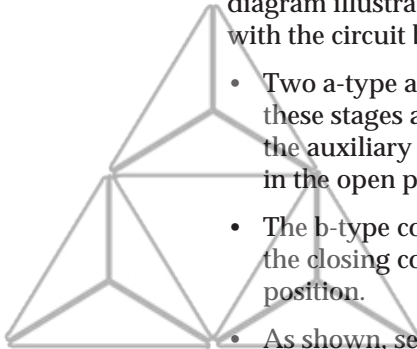 diagram illustra
with the circuit b
• Two a-type a
these stages a
the auxiliary
in the open p
• The b-type co
the closing co
position.
• As shown, se